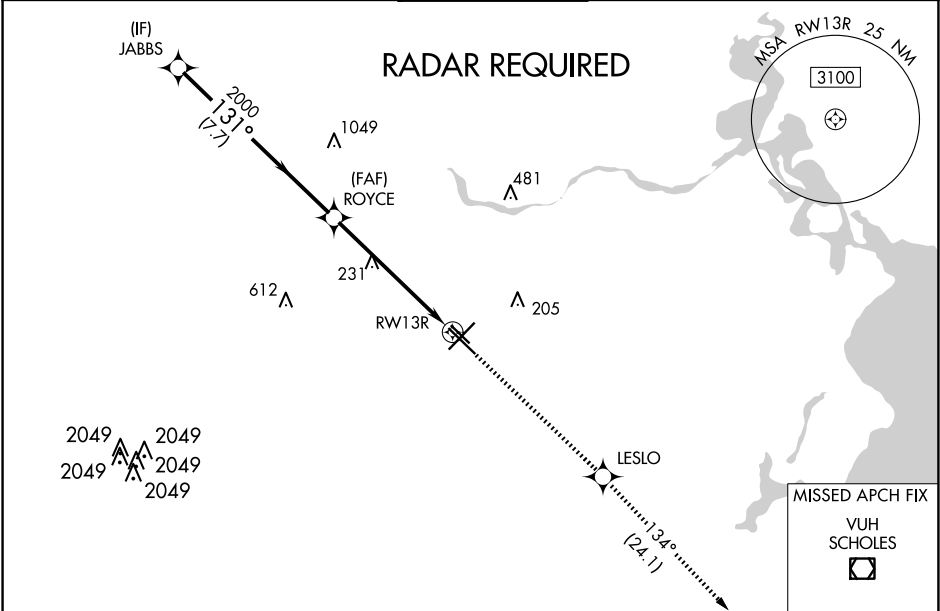 (IF)
JABBS
RADAR REQUIRED
MSA RW13R 25 NM
3100
2000
131°
(7.7)
1049
(FAF)
ROYCE
481
231
612
205
RW13R
2049
2049
2049
2049
2049
LESLO
134°
(24.1)
MISSED APCH FIX
VUH
SCHOLES